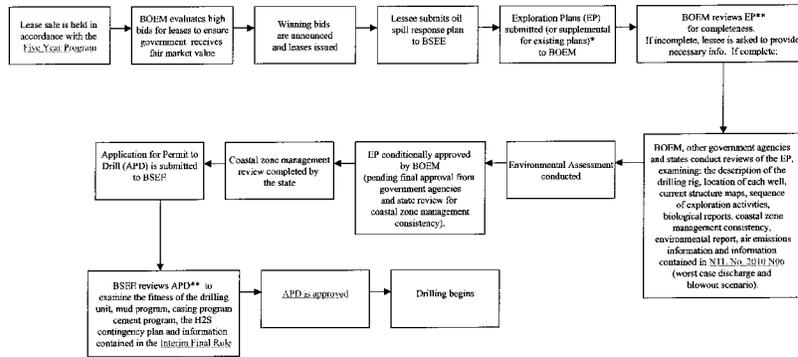 Lease sale is held in
accordance with the
Five Year Program
BOEM evaluates high
bids for leases to ensure
government receives
fair market value
Winning bids
are announced
and leases issued
Lessee submits oil
spill response plan
to BSEE
Exploration Plans (EP)
submitted (or supplemental
for existing plans)*
to BOEM
BOEM reviews EP**
for completeness.
If incomplete, lessee is asked to provide
necessary info. If complete:
BOEM, other government agencies
and states conduct reviews of the EP,
examining: the description of the
drilling rig, location of each well,
current structure maps, sequence
of exploration activities,
biological reports, coastal zone
management consistency,
environmental report, air emissions
information and information
contained in NTL No. 2010 N06
(worst case discharge and
blowout scenario).
Environmental Assessment
conducted
EP conditionally approved
by BOEM
(pending final approval from
government agencies
and state review for
coastal zone management
consistency).
Coastal zone management
review completed by
the state
Application for Permit to
Drill (APD) is submitted
to BSEE
BSEE reviews APD** to
examine the fitness of the drilling
unit, mud program, casing program
cement program, the H2S
contingency plan and information
contained in the Interim Final Rule
APD is approved
Drilling begins